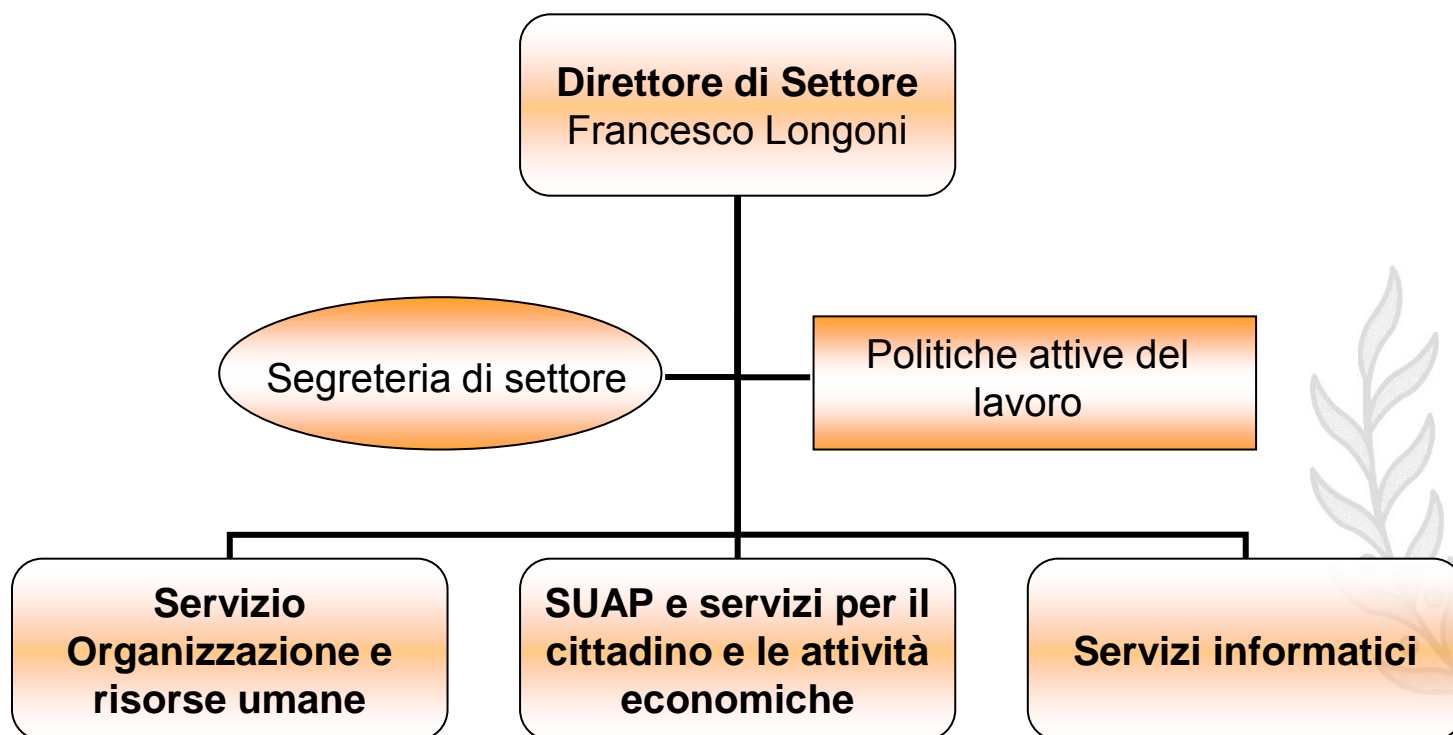 Direttore di Settore
Francesco Longoni
Segreteria di settore
Politiche attive del
lavoro
Servizio
Organizzazione e
risorse umane
SUAP e servizi per il
cittadino e le attività
economiche
Servizi informatici